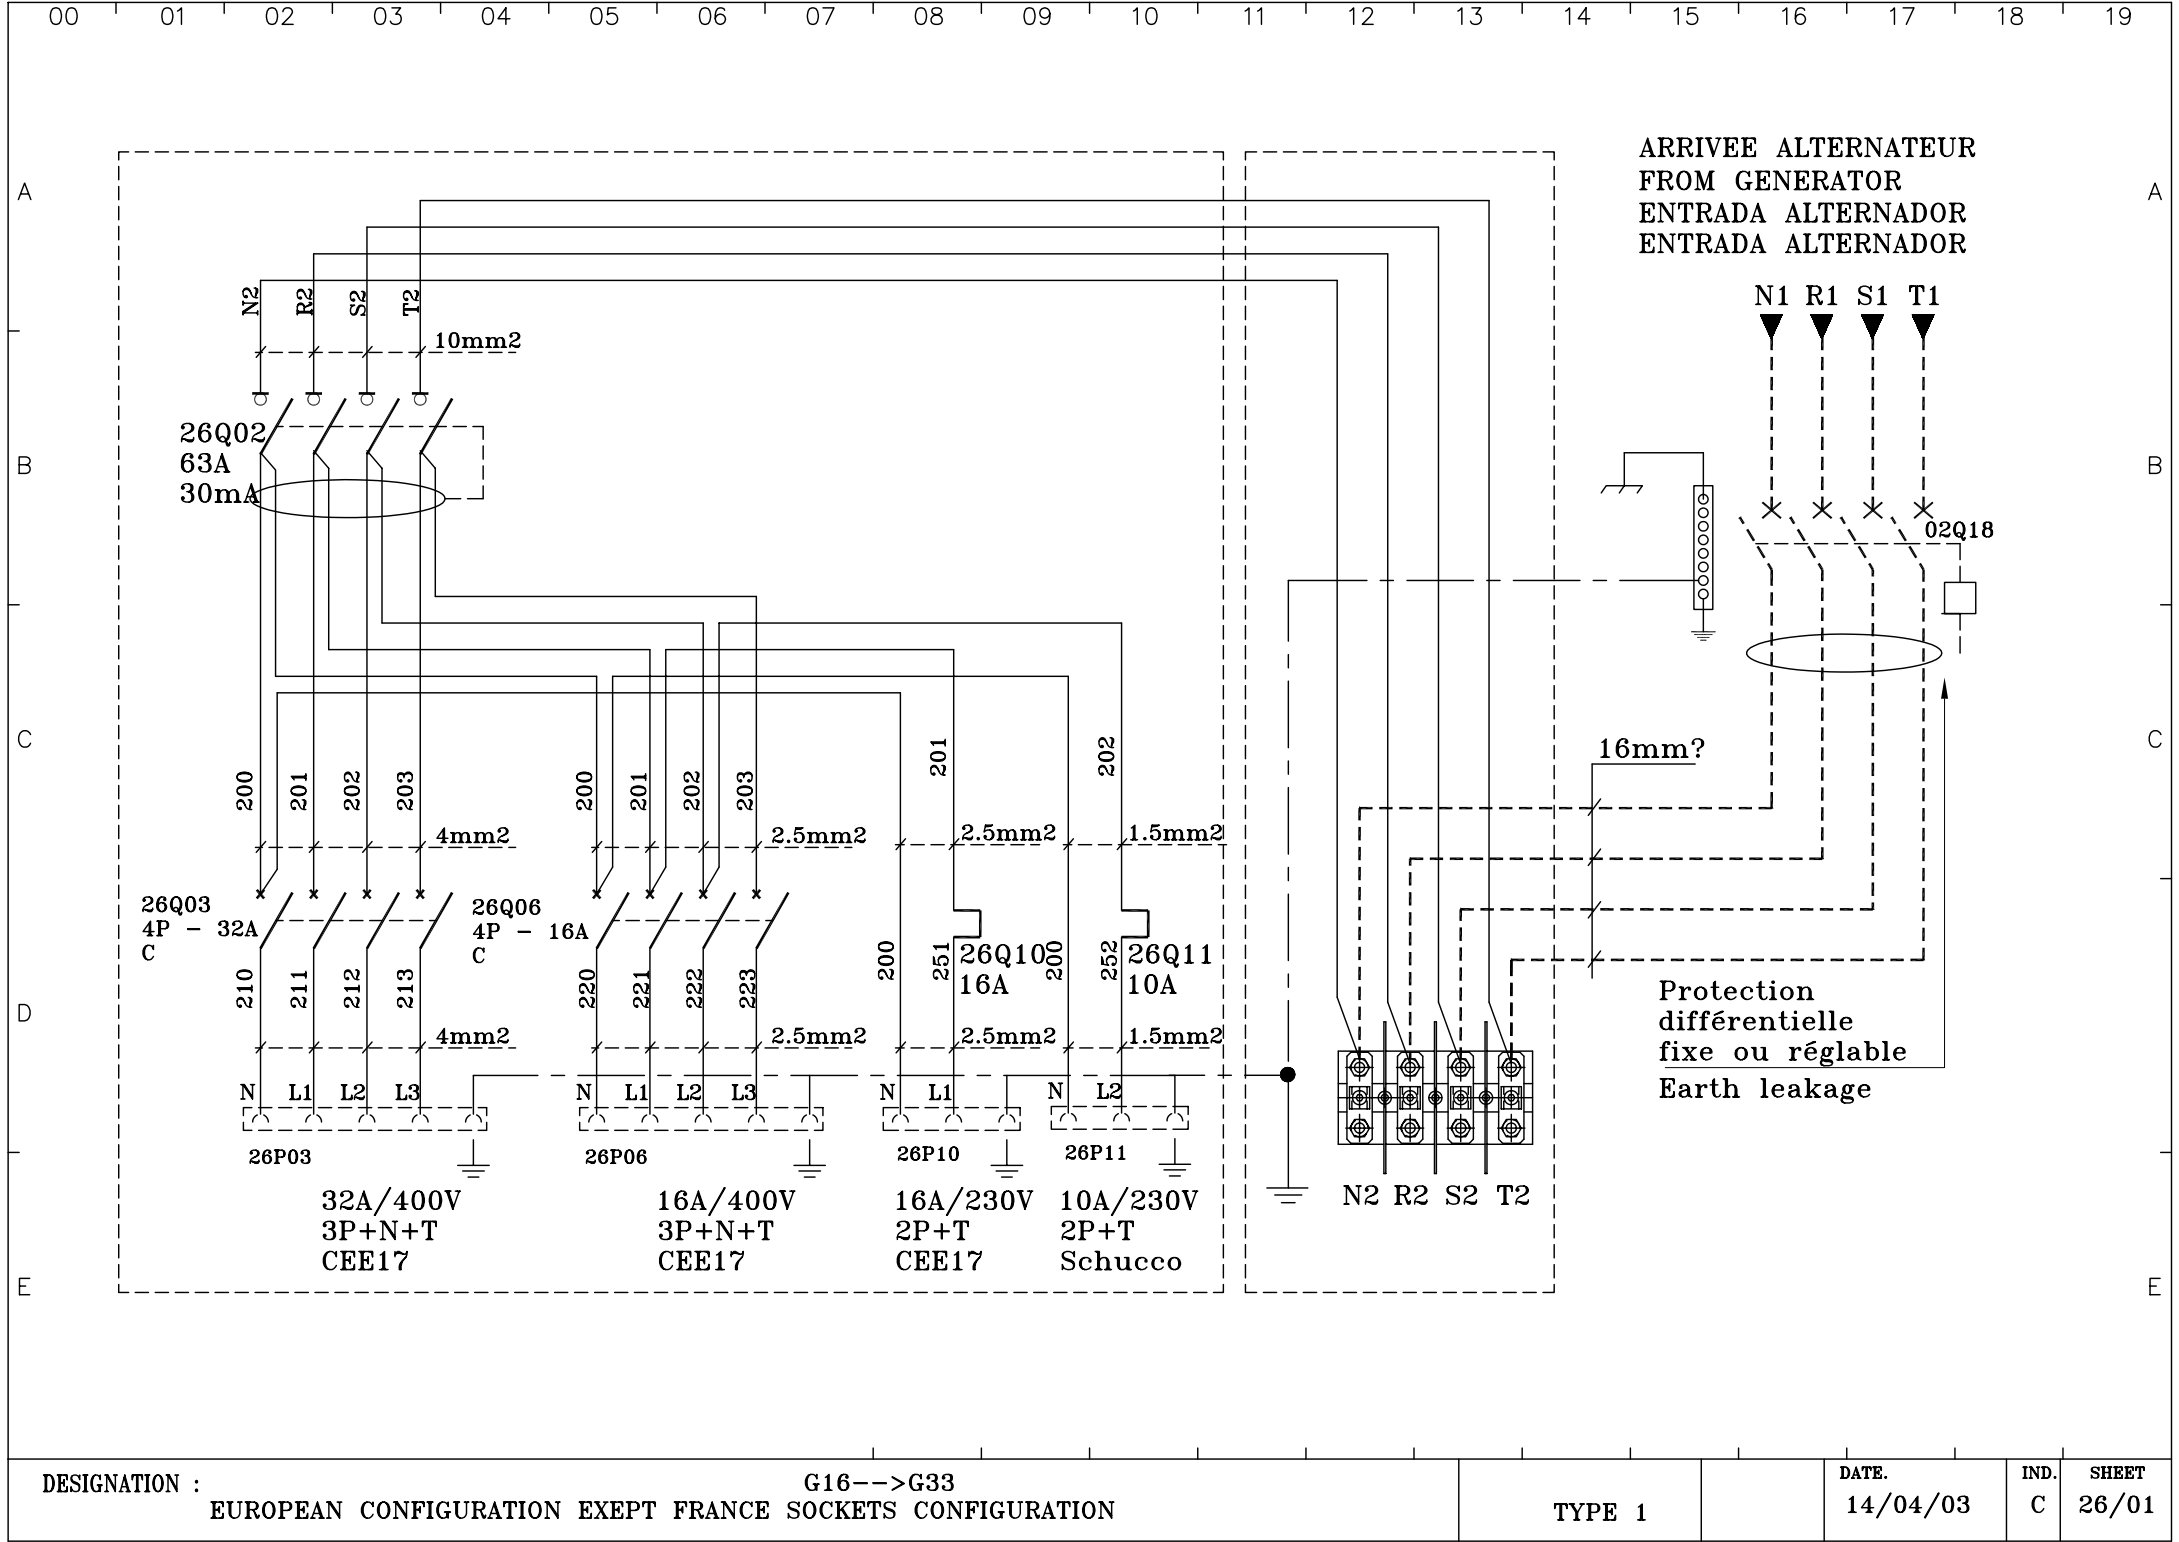 00 01 02 03 04 05 06 07 08 09 10 11 12 13 14 15 16 17 18 19
A A
B B
C C
D D
E E
ARRIVEE ALTERNATEUR
FROM GENERATOR
ENTRADA ALTERNADOR
ENTRADA ALTERNADOR
N1 R1 S1 T1
N2 R2 S2 T2
10mm2
26Q02
63A
30mA
02Q18
16mm?
200 201 202 203
200 201 202 203
201
202
4mm2
2.5mm2
2.5mm2
1.5mm2
26Q03
4P - 32A
C
26Q06
4P - 16A
C
210 211 212 213
220 221 222 223
200 251
26Q10
16A
200 252
26Q11
10A
4mm2
2.5mm2
2.5mm2
1.5mm2
N L1 L2 L3
N L1 L2 L3
N L1
N L2
26P03
26P06
26P10
26P11
32A/400V
3P+N+T
CEE17
16A/400V
3P+N+T
CEE17
16A/230V
2P+T
CEE17
10A/230V
2P+T
Schucco
N2 R2 S2 T2
Protection
différentielle
fixe ou réglable
Earth leakage
DESIGNATION :
G16-->G33
EUROPEAN CONFIGURATION EXEPT FRANCE SOCKETS CONFIGURATION
TYPE 1
DATE.
14/04/03
IND.
C
SHEET
26/01